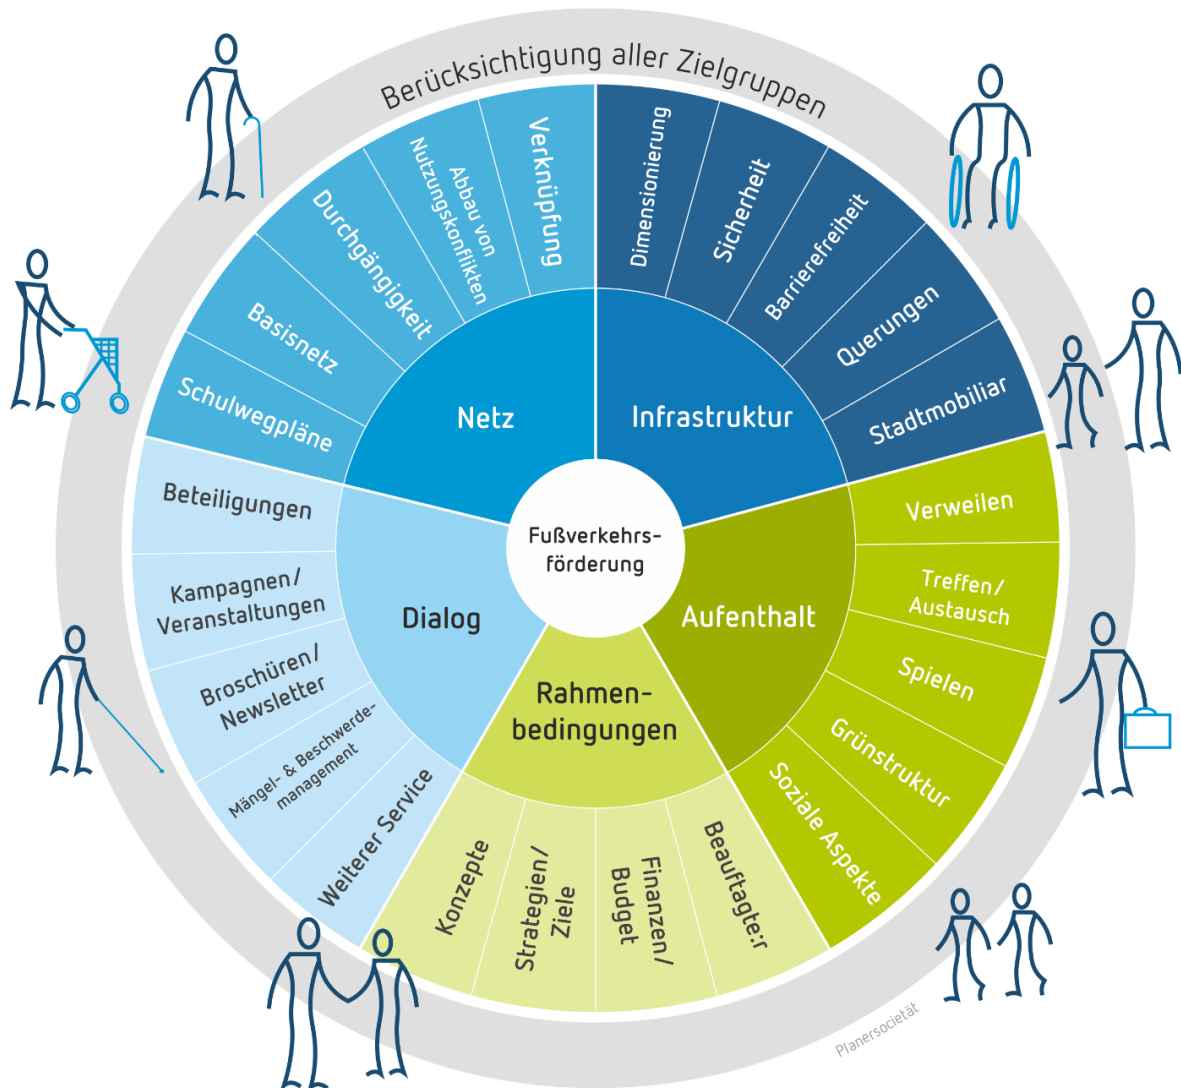 Berücksichtigung aller Zielgruppen
Fußverkehrs-
förderung
Netz
Schulwegpläne
Basisnetz
Durchgängigkeit
Abbau von
Nutzungskonflikten
Verknüpfung
Infrastruktur
Dimensionierung
Sicherheit
Barrierefreiheit
Querungen
Stadtmobiliar
Aufenthalt
Verweilen
Treffen/
Austausch
Spielen
Grünstruktur
Soziale Aspekte
Rahmen-
bedingungen
Beauftagte:r
Finanzen/
Budget
Strategien/
Ziele
Konzepte
Dialog
Weiterer Service
Mängel- & Beschwerde-
management
Broschüren/
Newsletter
Kampagnen/
Veranstaltungen
Beteiligungen
Planersocietät